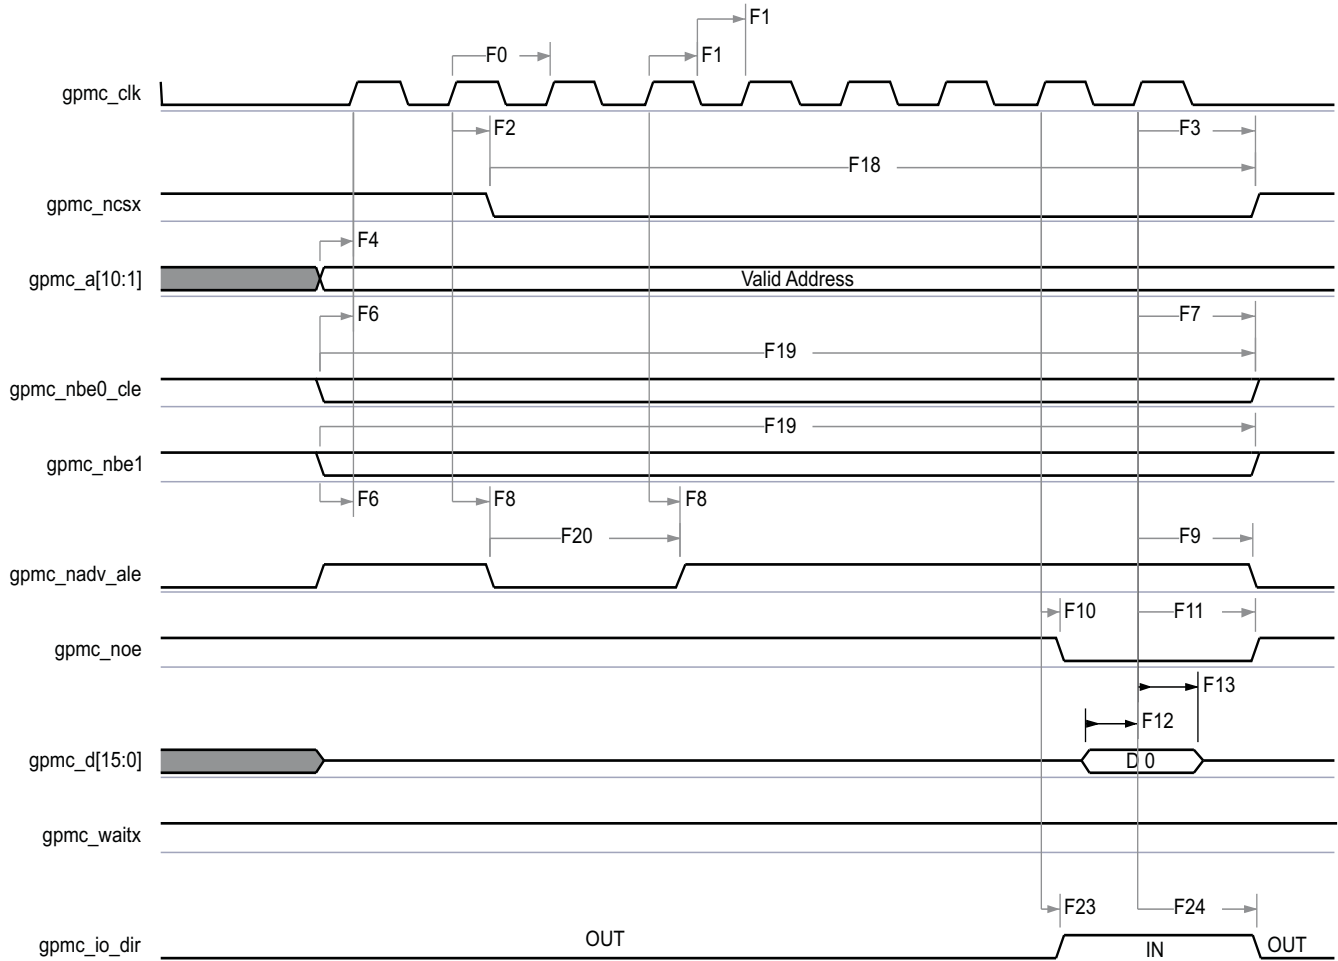 F1
F0
F1
gpmc_clk
F2
F3
F18
gpmc_ncsx
F4
gpmc_a[10:1]
Valid Address
F6
F7
F19
gpmc_nbe0_cle
F19
gpmc_nbe1
F6
F8
F8
F20
F9
gpmc_nadv_ale
F10
F11
gpmc_noe
F13
F12
gpmc_d[15:0]
D 0
gpmc_waitx
F23
F24
gpmc_io_dir
OUT
IN
OUT